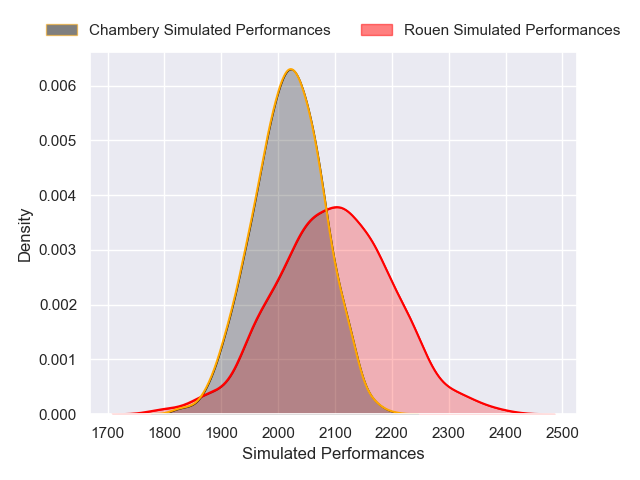 Chambery Simulated Performances
Rouen Simulated Performances
0.006
0.005
0.004
0.003
0.002
0.001
0.000
Density
1700 1800 1900 2000 2100 2200 2300 2400 2500
Simulated Performances